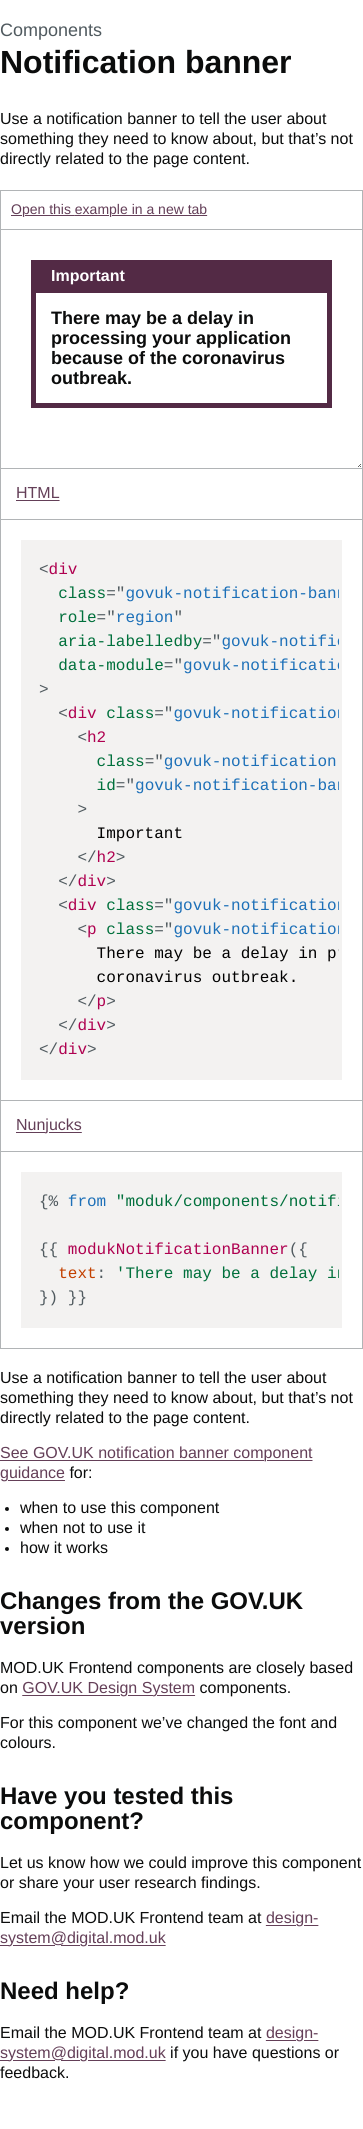 Components
Notification banner
Use a notification banner to tell the user about
something they need to know about, but that’s not
directly related to the page content.
Open this example in a new tab
Important
There may be a delay in
processing your application
because of the coronavirus
outbreak.
HTML
<div
class="govuk-notification-bann
role="region"
aria-labelledby="govuk-notific
data-module="govuk-notificatio
>
<div class="govuk-notification
<h2
class="govuk-notification
id="govuk-notification-ban
>
Important
</h2>
</div>
<div class="govuk-notification
<p class="govuk-notification
There may be a delay in pr
coronavirus outbreak.
</p>
</div>
</div>
Nunjucks
{% from "moduk/components/notifi
{{ modukNotificationBanner({
text: 'There may be a delay in
}) }}
Use a notification banner to tell the user about
something they need to know about, but that’s not
directly related to the page content.
See GOV.UK notification banner component
guidance for:
• when to use this component
• when not to use it
• how it works
Changes from the GOV.UK
version
MOD.UK Frontend components are closely based
on GOV.UK Design System components.
For this component we’ve changed the font and
colours.
Have you tested this
component?
Let us know how we could improve this component
or share your user research findings.
Email the MOD.UK Frontend team at design-
system@digital.mod.uk
Need help?
Email the MOD.UK Frontend team at design-
system@digital.mod.uk if you have questions or
feedback.